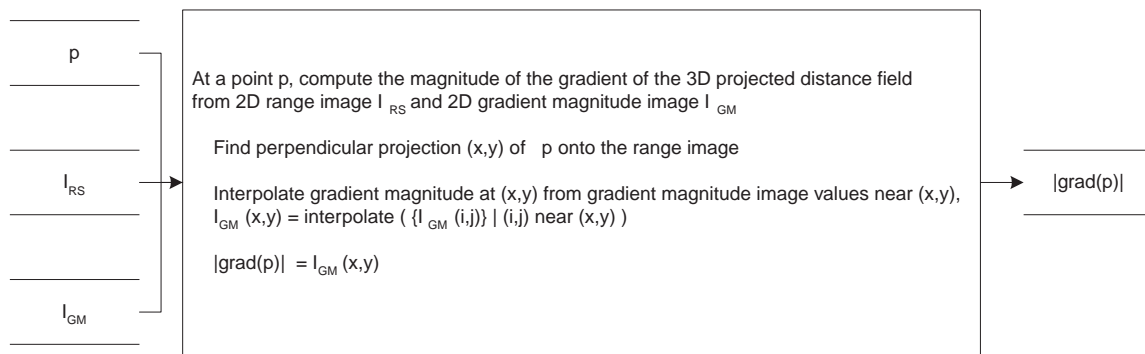 p
I RS
I GM
At a point p, compute the magnitude of the gradient of the 3D projected distance field
from 2D range image I RS and 2D gradient magnitude image I GM
Find perpendicular projection (x,y) of p onto the range image
Interpolate gradient magnitude at (x,y) from gradient magnitude image values near (x,y),
I GM (x,y) = interpolate ( {I GM (i,j)} | (i,j) near (x,y) )
|grad(p)| = I GM (x,y)
|grad(p)|